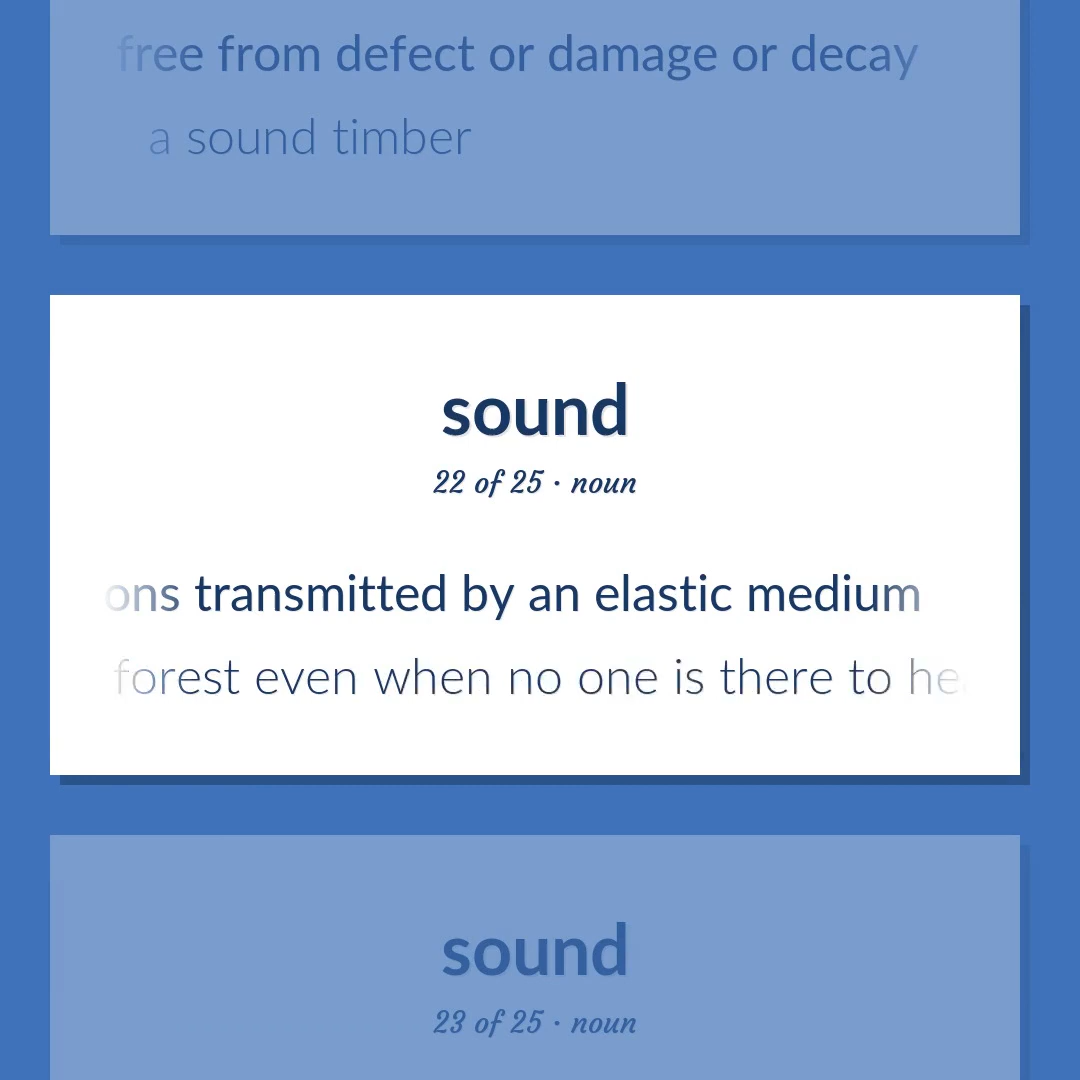 free from defect or damage or decay
a sound timber
sound
22 of 25 · noun
ons transmitted by an elastic medium
forest even when no one is there to he
sound
23 of 25 · noun